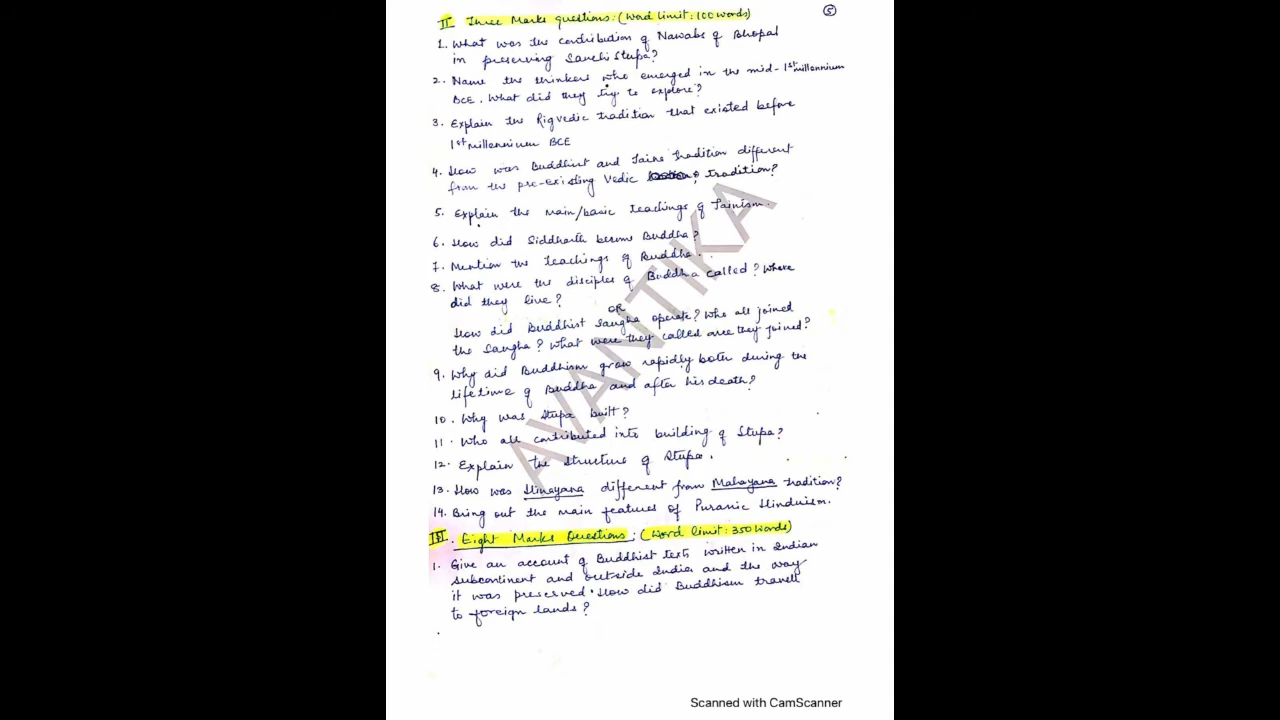 II Three Marks Questions: (Word limit: 100 words)
5
1. What was the contribution of Nawabs of Bhopal
in preserving Sanchi Stupa?
2. Name the thinkers who emerged in the mid-1st millennium
BCE. What did they try to explore?
3. Explain the Rigvedic tradition that existed before
1st millennium BCE
4. How was Buddhist and Jaina tradition different
from the pre-existing Vedic tradition?
5. Explain the main/basic teachings of Jainism.
6. How did Siddharth become Buddha?
7. Mention the teachings of Buddha.
8. What were the disciples of Buddha called? Where
did they live?
OR
How did Buddhist Sangha operate? Who all joined
the Sangha? What were they called once they joined?
9. Why did Buddhism grow rapidly both during the
lifetime of Buddha and after his death?
10. Why was Stupa built?
11. Who all contributed into building of Stupa?
12. Explain the structure of Stupa.
13. How was Hinayana different from Mahayana tradition?
14. Bring out the main features of Puranic Hinduism.
AVANTIKA
III. Eight Marks Questions: (Word limit: 350 words)
1. Give an account of Buddhist texts written in Indian
subcontinent and outside India and the way
it was preserved. How did Buddhism travel
to foreign lands?
Scanned with CamScanner